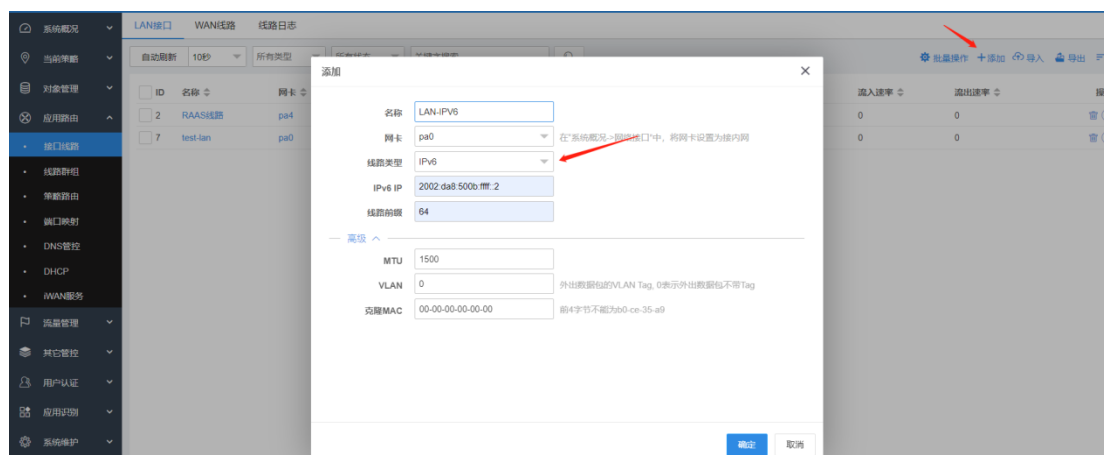 系统概况
当前策略
对象管理
应用路由
接口线路
线路群组
策略路由
端口映射
DNS管控
DHCP
iWAN服务
流量管理
其它管控
用户认证
应用识别
系统维护
LAN接口 WAN线路 线路日志
自动刷新 10秒 所有类型
批量操作 添加 导入 导出
ID 名称 网卡 流入速率 流出速率
2 RAAS线路 pa4 0 0
7 test-lan pa0 0 0
添加
名称 LAN-IPV6
网卡 pa0 在"系统概况->网络接口"中，将网卡设置为接内网
线路类型 IPv6
IPv6 IP 2002:da8:500b:ffff::2
线路前缀 64
高级
MTU 1500
VLAN 0 外出数据包的VLAN Tag, 0表示外出数据包不带Tag
克隆MAC 00-00-00-00-00-00 前4字节不能为b0-ce-35-a9
确定 取消